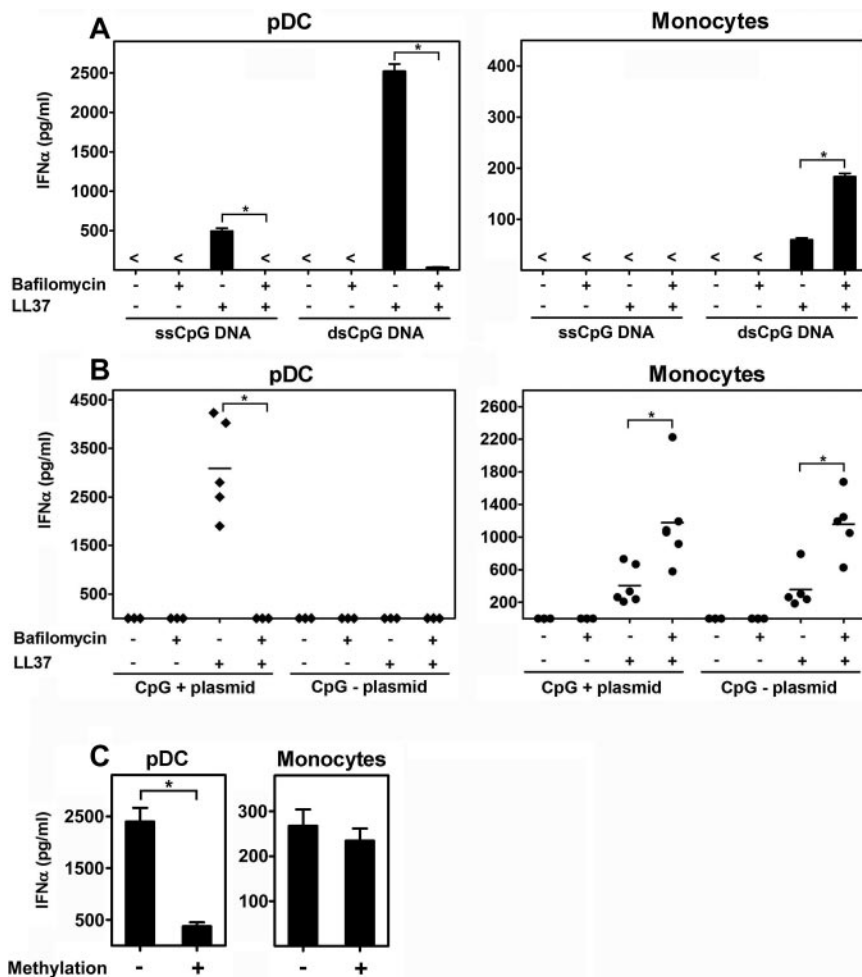 A
pDC
Monocytes
IFNα (pg/ml)
2500
2000
1500
1000
500
400
300
200
100
*
*
*
< < < < < <
< < < < < <
Bafilomycin - + - + - + - + - + - + - + - +
LL37 - - + + - - + + - - + + - - + +
ssCpG DNA dsCpG DNA ssCpG DNA dsCpG DNA
B
pDC
Monocytes
IFNα (pg/ml)
4500
3500
2500
1500
500
2600
2200
1800
1400
1000
600
200
*
*
*
Bafilomycin - + - + - + - + - + - + - + - +
LL37 - - + + - - + + - - + + - - + +
CpG + plasmid CpG - plasmid CpG + plasmid CpG - plasmid
C
pDC
Monocytes
IFNα (pg/ml)
2500
1500
500
300
200
100
*
Methylation - + - +